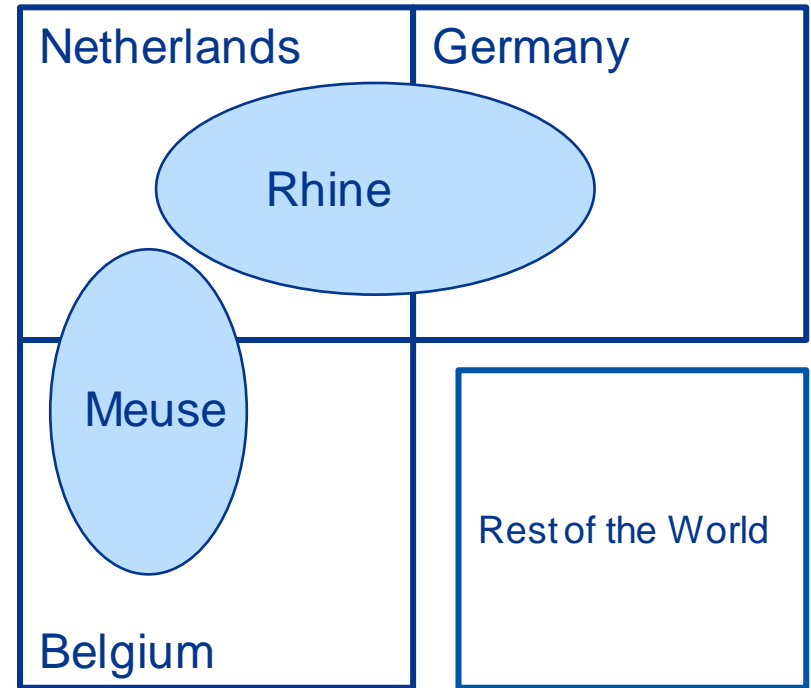 Netherlands
Germany
Rhine
Meuse
Rest of the World
Belgium